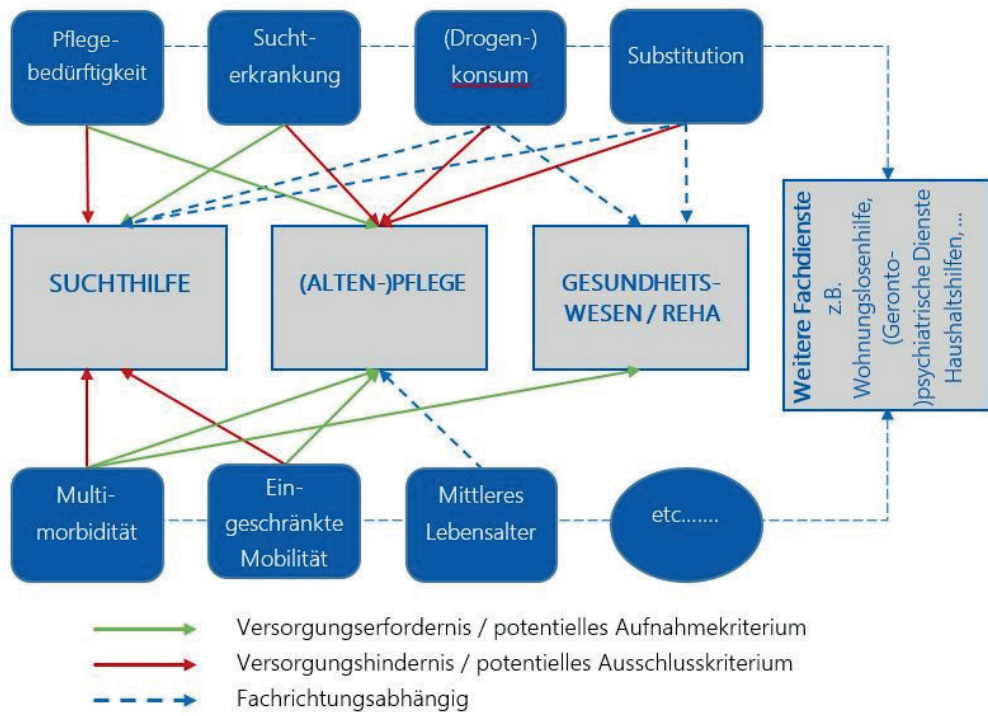 Pflege-
bedürftigkeit
Sucht-
erkrankung
(Drogen-)
konsum
Substitution
SUCHTHILFE
(ALTEN-)PFLEGE
GESUNDHEITS-
WESEN / REHA
Weitere Fachdienste
z.B.
Wohnungslosenhilfe,
(Geronto-
)psychiatrische Dienste
Haushaltshilfen, ...
Multi-
morbidität
Ein-
geschränkte
Mobilität
Mittleres
Lebensalter
etc.......
Versorgungserfordernis / potentielles Aufnahmekriterium
Versorgungshindernis / potentielles Ausschlusskriterium
Fachrichtungsabhängig